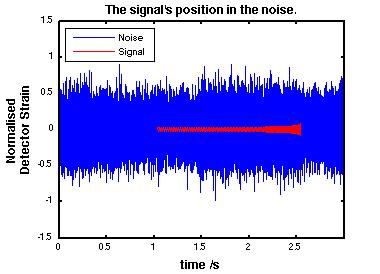 The signal's position in the noise.
1.5
Noise
Signal
1
0.5
0
-0.5
-1
-1.5
Normalised
Detector Strain
0 0.5 1 1.5 2 2.5
time /s